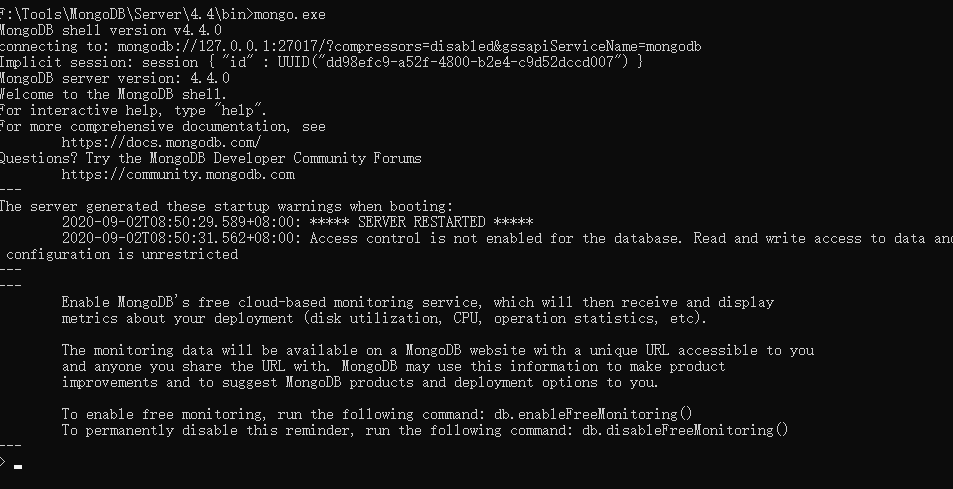 F:\Tools\MongoDB\Server\4.4\bin>mongo.exe
MongoDB shell version v4.4.0
connecting to: mongodb://127.0.0.1:27017/?compressors=disabled&gssapiServiceName=mongodb
Implicit session: session { "id" : UUID("dd98efc9-a52f-4800-b2e4-c9d52dccd007") }
MongoDB server version: 4.4.0
Welcome to the MongoDB shell.
For interactive help, type "help".
For more comprehensive documentation, see
https://docs.mongodb.com/
Questions? Try the MongoDB Developer Community Forums
https://community.mongodb.com
---
The server generated these startup warnings when booting:
2020-09-02T08:50:29.589+08:00: ***** SERVER RESTARTED *****
2020-09-02T08:50:31.562+08:00: Access control is not enabled for the database. Read and write access to data and
configuration is unrestricted
---
---
Enable MongoDB's free cloud-based monitoring service, which will then receive and display
metrics about your deployment (disk utilization, CPU, operation statistics, etc).
The monitoring data will be available on a MongoDB website with a unique URL accessible to you
and anyone you share the URL with. MongoDB may use this information to make product
improvements and to suggest MongoDB products and deployment options to you.
To enable free monitoring, run the following command: db.enableFreeMonitoring()
To permanently disable this reminder, run the following command: db.disableFreeMonitoring()
---
>